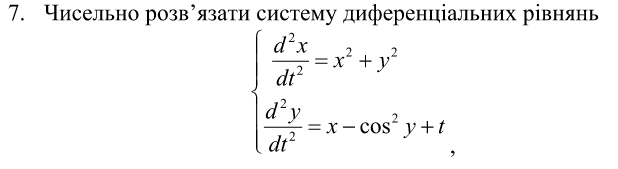 7. Чисельно розв’язати систему диференціальних рівнянь
d²x/dt² = x² + y²
d²y/dt² = x − cos² y + t ,